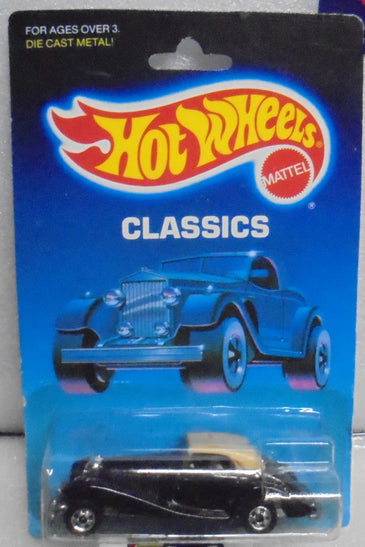 FOR AGES OVER 3.
DIE CAST METAL!
Hot Wheels®
MATTEL
®
CLASSICS